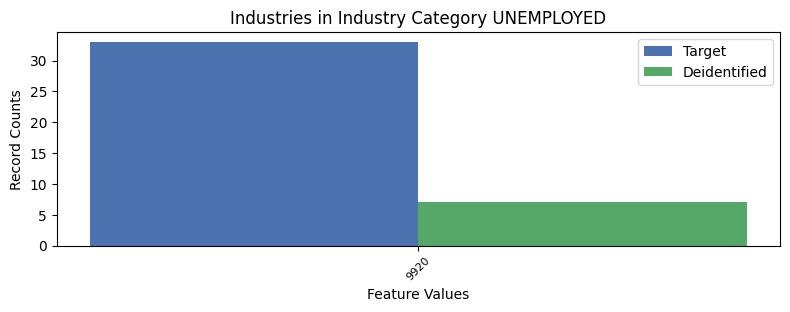 Industries in Industry Category UNEMPLOYED
Target
Deidentified
Record Counts
30
25
20
15
10
5
0
9920
Feature Values